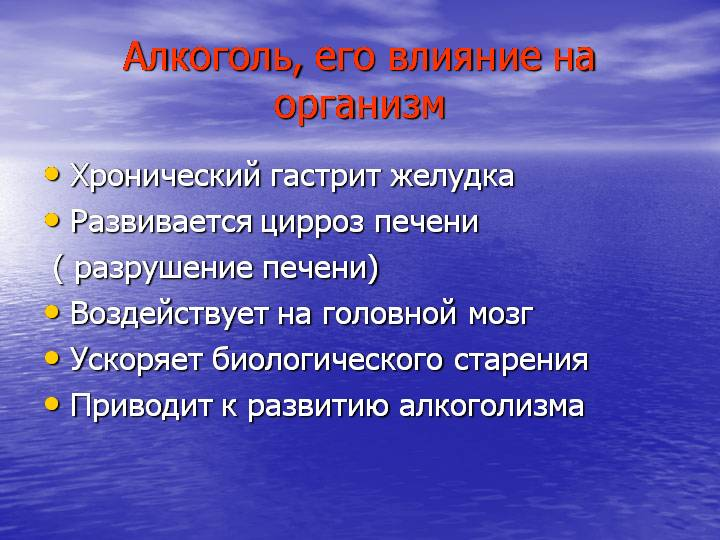 Алкоголь, его влияние на
организм
• Хронический гастрит желудка
• Развивается цирроз печени
( разрушение печени)
• Воздействует на головной мозг
• Ускоряет биологического старения
• Приводит к развитию алкоголизма